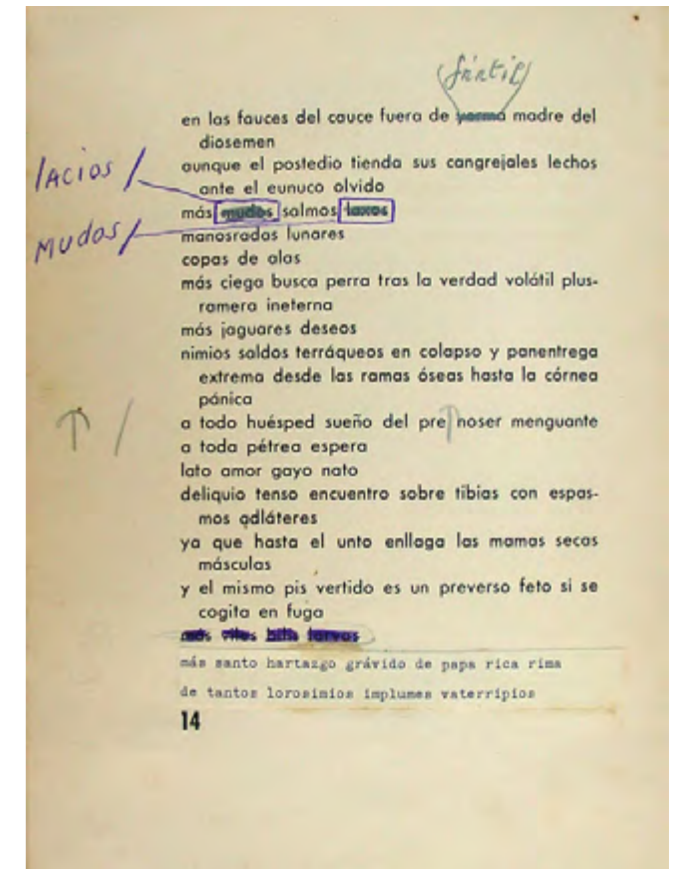 fértil
en las fauces del cauce fuera de yerma madre del
diosemen
lacios /
aunque el postedio tienda sus cangrejales lechos
ante el eunuco olvido
más mudos salmos laxos
mudos /
manosradas lunares
copas de alas
más ciega busca perra tras la verdad volátil plus-
ramera ineterna
más jaguares deseos
nimios saldos terráqueos en colapso y panentrega
extrema desde las ramas óseas hasta la córnea
pánica
↑ /
a todo huésped sueño del pre↑noser menguante
a toda pétrea espera
lato amor gayo nato
deliquio tenso encuentro sobre tibias con espas-
mos adláteres
ya que hasta el unto enllaga las mamas secas
másculas
y el mismo pis vertido es un preverso feto si se
cogita en fuga
más vitus bilis larvas
más santo hartazgo grávido de papa rica rima
de tantos lorosimios implumes vaterripios
14